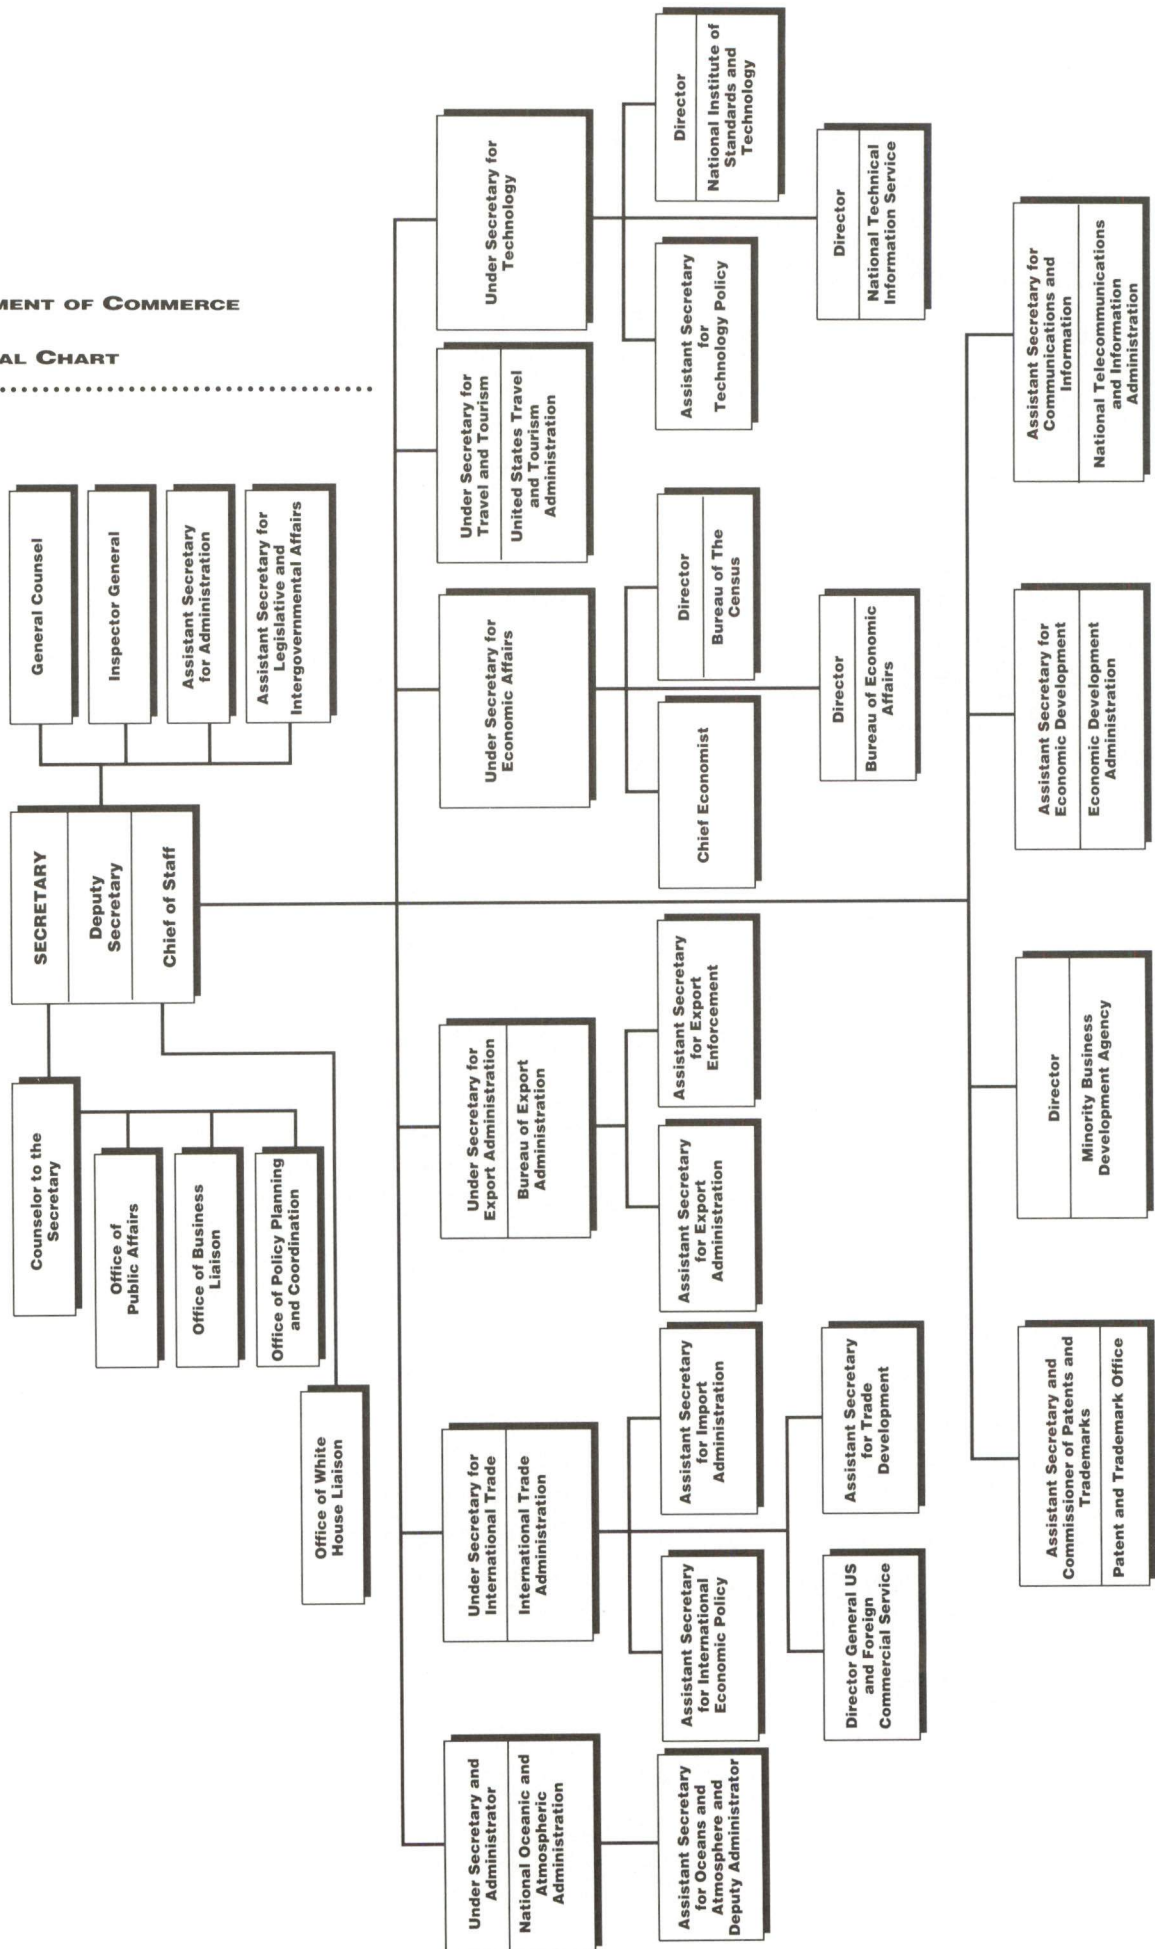 MENT OF COMMERCE
AL CHART
SECRETARY
Deputy
Secretary
Chief of Staff
Counselor to the
Secretary
Office of
Public Affairs
Office of Business
Liaison
Office of Policy Planning
and Coordination
Office of White
House Liaison
General Counsel
Inspector General
Assistant Secretary
for Administration
Assistant Secretary for
Legislative and
Intergovernmental Affairs
Under Secretary and
Administrator
National Oceanic and
Atmospheric
Administration
Assistant Secretary
for Oceans and
Atmosphere and
Deputy Administrator
Under Secretary for
International Trade
International Trade
Administration
Assistant Secretary
for International
Economic Policy
Assistant Secretary
for Import
Administration
Director General US
and Foreign
Commercial Service
Assistant Secretary
for Trade
Development
Under Secretary for
Export Administration
Bureau of Export
Administration
Assistant Secretary
for Export
Administration
Assistant Secretary
for Export
Enforcement
Under Secretary for
Economic Affairs
Chief Economist
Director
Bureau of The
Census
Director
Bureau of Economic
Affairs
Under Secretary for
Travel and Tourism
United States Travel
and Tourism
Administration
Under Secretary for
Technology
Assistant Secretary
for
Technology Policy
Director
National Institute of
Standards and
Technology
Director
National Technical
Information Service
Assistant Secretary and
Commissioner of Patents and
Trademarks
Patent and Trademark Office
Director
Minority Business
Development Agency
Assistant Secretary for
Economic Development
Economic Development
Administration
Assistant Secretary for
Communications and
Information
National Telecommunications
and Information
Administration